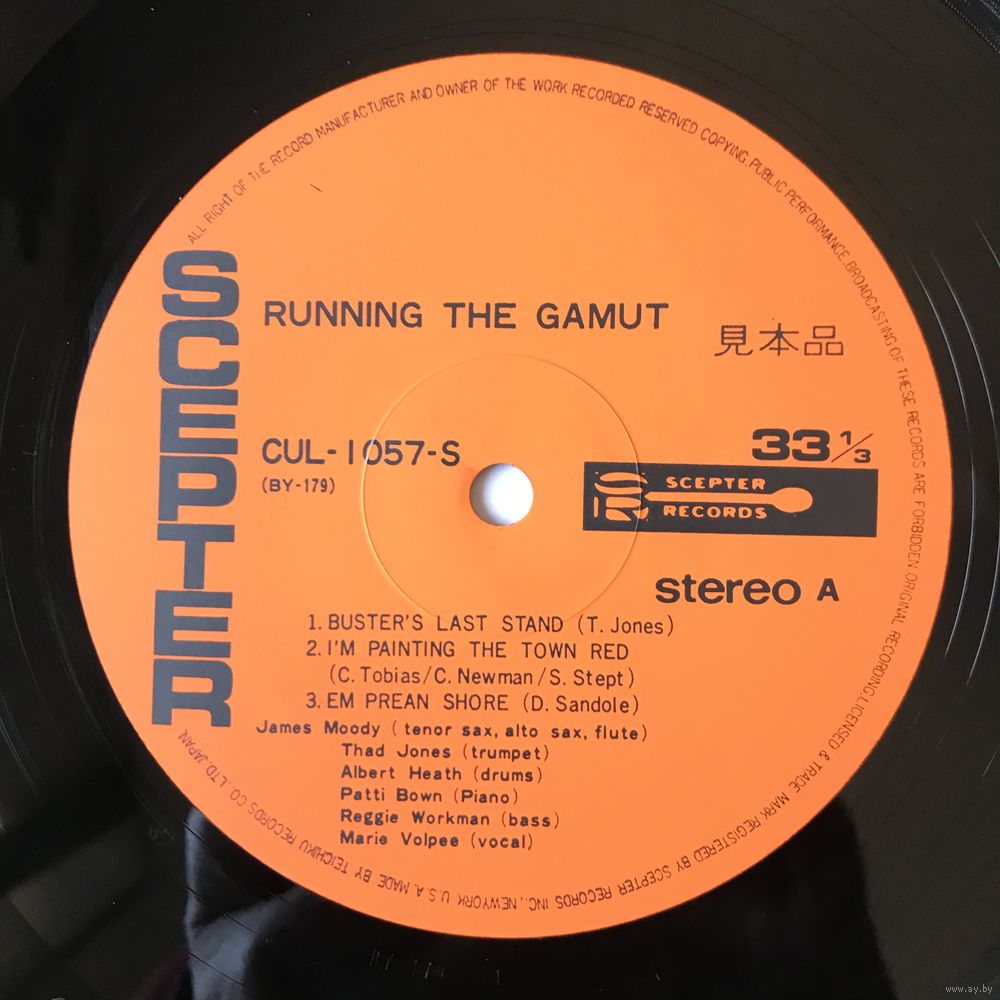 ALL RIGHT OF THE RECORD MANUFACTURER AND OWNER OF THE WORK RECORDED RESERVED COPYING. PUBLIC PERFORMANCE. BROADCASTING OF THESE RECORDS ARE FORBIDDEN ORIGINAL RECORDING LICENSED & TRADE MARK REGISTERED BY SCEPTER RECORDS INC., NEWYORK U.S.A. MADE BY TEICHIKU RECORDS CO., LTD. JAPAN
SCEPTER
RUNNING THE GAMUT
見本品
CUL-1057-S
(BY-179)
33 1/3
SCEPTER
RECORDS
stereo A
1. BUSTER'S LAST STAND (T. Jones)
2. I'M PAINTING THE TOWN RED
(C. Tobias/C. Newman/S. Stept)
3. EM PREAN SHORE (D. Sandole)
James Moody (tenor sax, alto sax, flute)
Thad Jones (trumpet)
Albert Heath (drums)
Patti Bown (Piano)
Reggie Workman (bass)
Marie Volpee (vocal)
www.ay.by